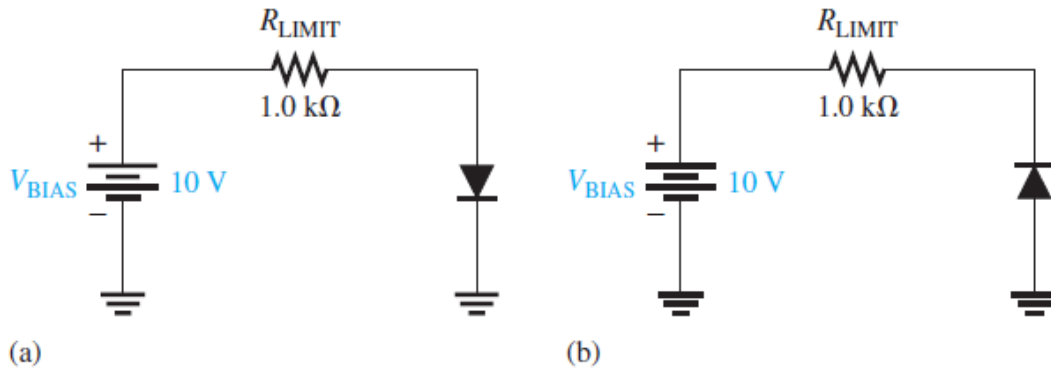 R_LIMIT
1.0 kΩ
+
V_BIAS 10 V
−
(a)
R_LIMIT
1.0 kΩ
+
V_BIAS 10 V
−
(b)